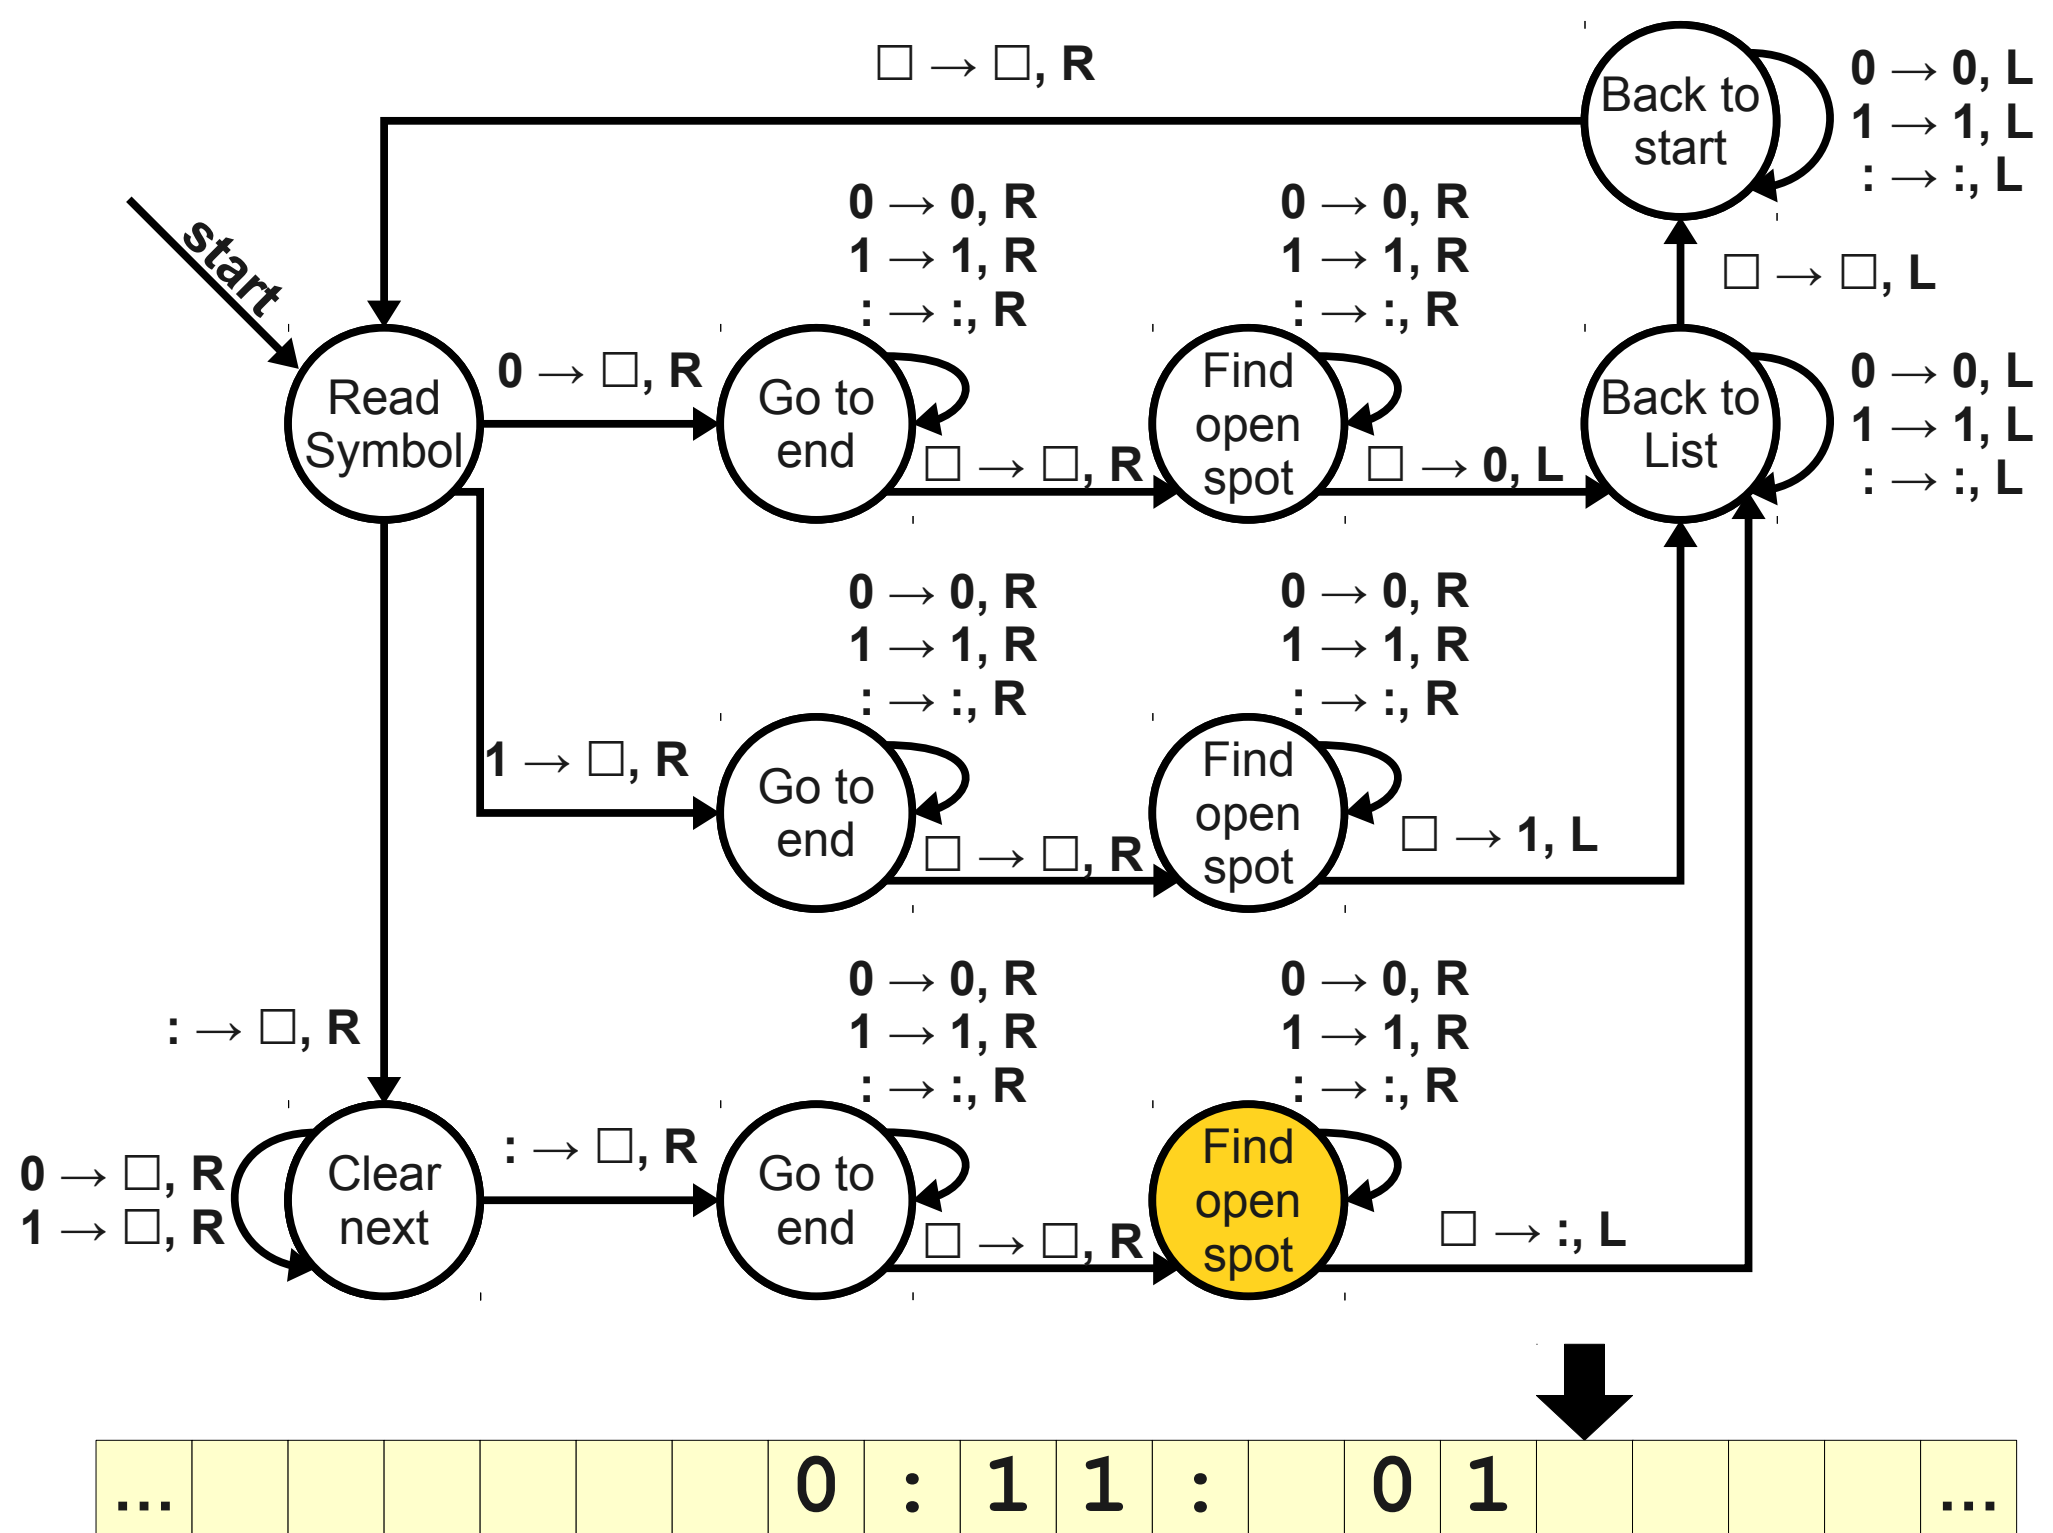 □ → □, R
Back to
start
0 → 0, L
1 → 1, L
: → :, L
start
0 → 0, R
1 → 1, R
: → :, R
0 → 0, R
1 → 1, R
: → :, R
□ → □, L
Read
Symbol
0 → □, R
Go to
end
□ → □, R
Find
open
spot
□ → 0, L
Back to
List
0 → 0, L
1 → 1, L
: → :, L
0 → 0, R
1 → 1, R
: → :, R
0 → 0, R
1 → 1, R
: → :, R
1 → □, R
Go to
end
□ → □, R
Find
open
spot
□ → 1, L
0 → 0, R
1 → 1, R
: → :, R
0 → 0, R
1 → 1, R
: → :, R
: → □, R
0 → □, R
1 → □, R
Clear
next
: → □, R
Go to
end
□ → □, R
Find
open
spot
□ → :, L
... 0 : 1 1 : 0 1 ...